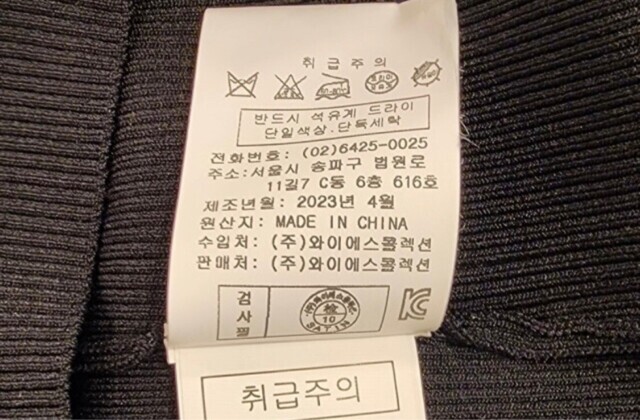 취급주의
반드시 석유계 드라이
단일색상.단독세탁
전화번호: (02)6425-0025
주소:서울시 송파구 법원로
11길7 C동 6층 616호
제조년월: 2023년 4월
원산지: MADE IN CHINA
수입처: (주)와이에스콜렉션
판매처: (주)와이에스콜렉션
검사필
檢
10
SATIN
KC
취급주의